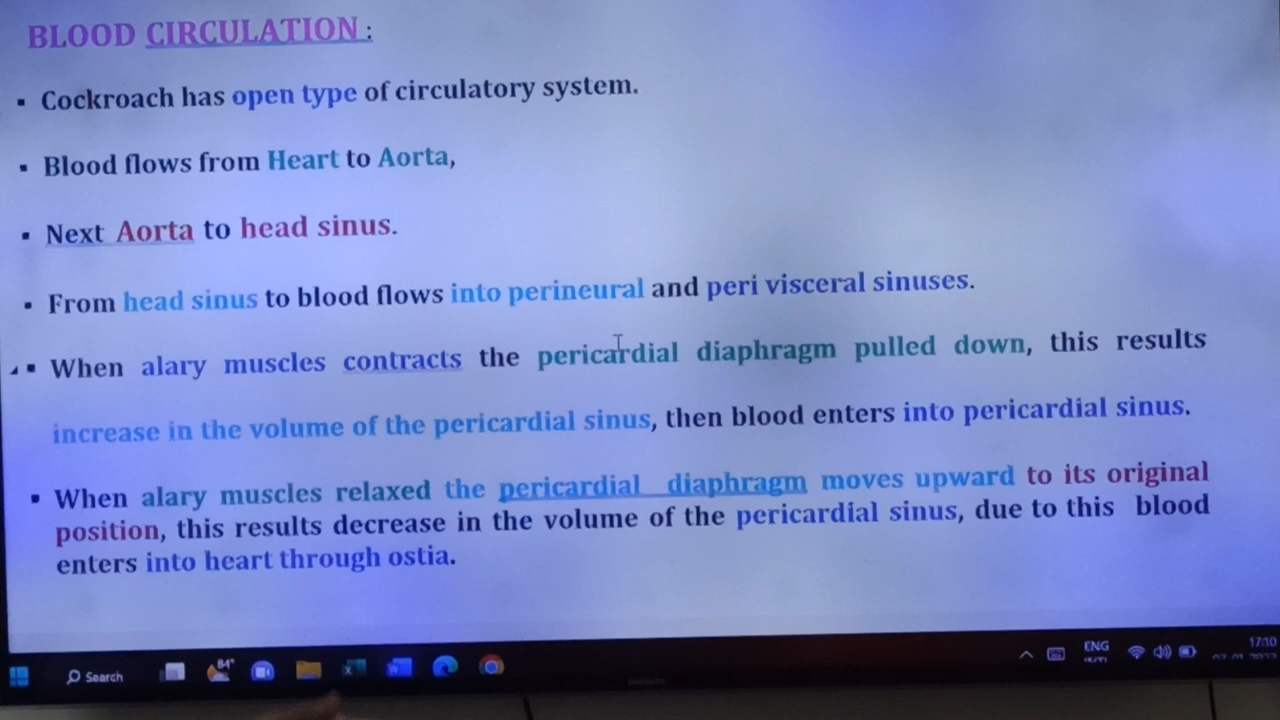 BLOOD CIRCULATION :
▪ Cockroach has open type of circulatory system.
▪ Blood flows from Heart to Aorta,
▪ Next Aorta to head sinus.
▪ From head sinus to blood flows into perineural and peri visceral sinuses.
▪ When alary muscles contracts the pericardial diaphragm pulled down, this results
increase in the volume of the pericardial sinus, then blood enters into pericardial sinus.
▪ When alary muscles relaxed the pericardial diaphragm moves upward to its original
position, this results decrease in the volume of the pericardial sinus, due to this blood
enters into heart through ostia.
84°
Search
ENG
17:10